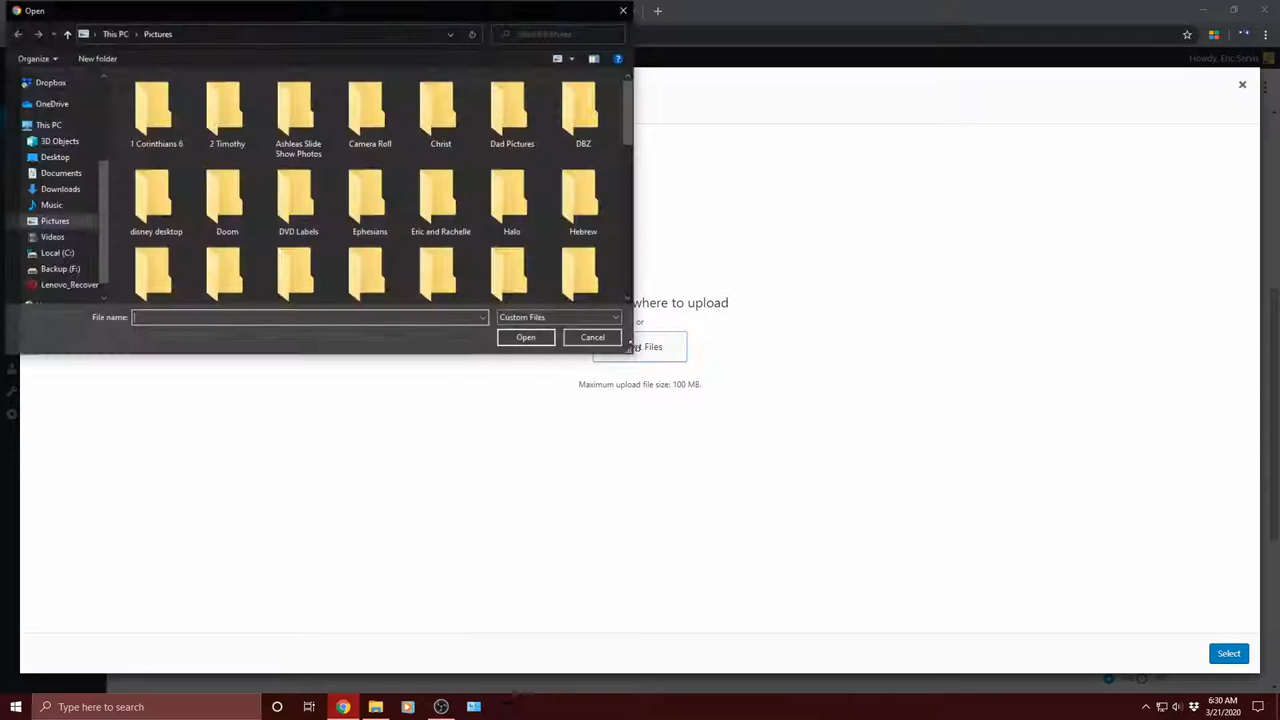 Open
This PC
Pictures
Organize
New folder
Dropbox
OneDrive
This PC
3D Objects
Desktop
Documents
Downloads
Music
Pictures
Videos
Local (C:)
Backup (F:)
Lenovo_Recover
1 Corinthians 6
2 Timothy
Ashleas Slide
Show Photos
Camera Roll
Christ
Dad Pictures
DBZ
disney desktop
Doom
DVD Labels
Ephesians
Eric and Rachelle
Halo
Hebrew
File name:
Custom Files
Open
Cancel
Howdy, Eric Servis
where to upload
or
Files
Maximum upload file size: 100 MB.
Select
Type here to search
6:30 AM
3/21/2020